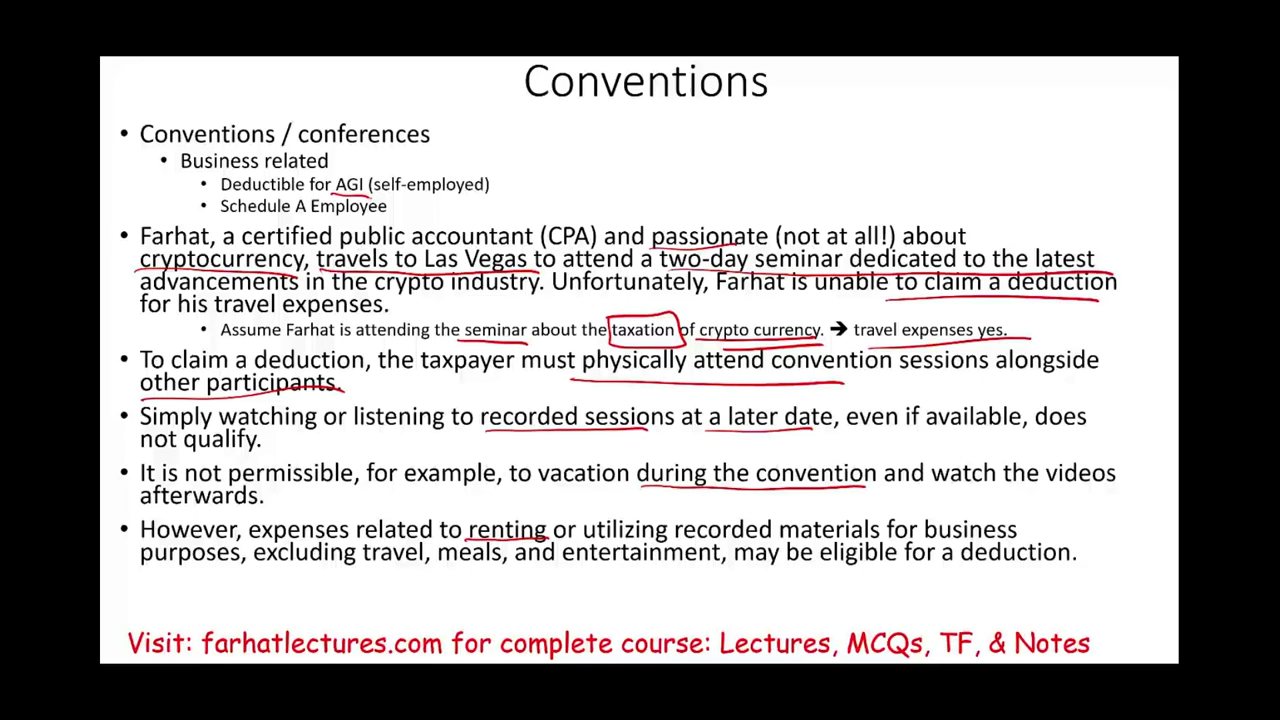 Conventions
• Conventions / conferences
• Business related
• Deductible for AGI (self-employed)
• Schedule A Employee
• Farhat, a certified public accountant (CPA) and passionate (not at all!) about
cryptocurrency, travels to Las Vegas to attend a two-day seminar dedicated to the latest
advancements in the crypto industry. Unfortunately, Farhat is unable to claim a deduction
for his travel expenses.
• Assume Farhat is attending the seminar about the taxation of crypto currency. 🡪 travel expenses yes.
• To claim a deduction, the taxpayer must physically attend convention sessions alongside
other participants.
• Simply watching or listening to recorded sessions at a later date, even if available, does
not qualify.
• It is not permissible, for example, to vacation during the convention and watch the videos
afterwards.
• However, expenses related to renting or utilizing recorded materials for business
purposes, excluding travel, meals, and entertainment, may be eligible for a deduction.
Visit: farhatlectures.com for complete course: Lectures, MCQs, TF, & Notes